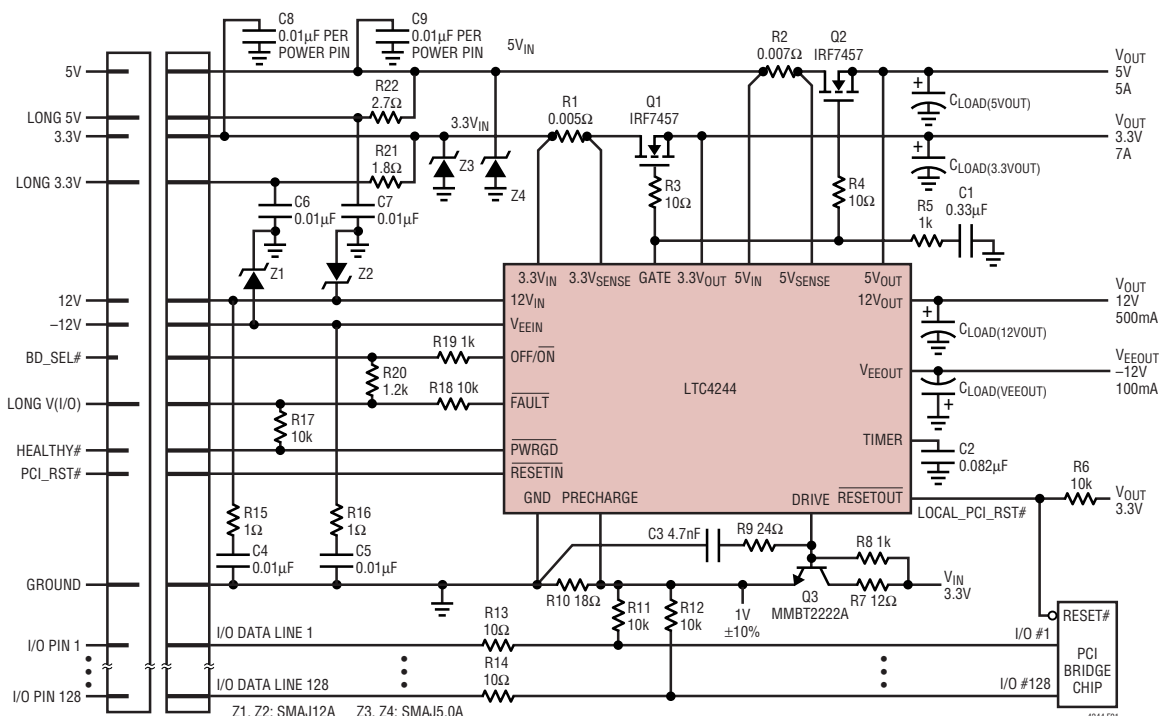 C8
0.01µF PER
POWER PIN
C9
0.01µF PER
POWER PIN
5VIN
R2
0.007Ω
Q2
IRF7457
VOUT
5V
5A
5V
R22
2.7Ω
CLOAD(5VOUT)
LONG 5V
R1
0.005Ω
Q1
IRF7457
3.3V
3.3VIN
VOUT
3.3V
7A
R21
1.8Ω
Z3
Z4
CLOAD(3.3VOUT)
LONG 3.3V
R3
10Ω
R4
10Ω
R5
1k
C1
0.33µF
C6
0.01µF
C7
0.01µF
Z1
Z2
3.3VIN 3.3VSENSE GATE 3.3VOUT 5VIN 5VSENSE 5VOUT
12V
12VIN
12VOUT
VOUT
12V
500mA
–12V
VEEIN
CLOAD(12VOUT)
BD_SEL#
R19 1k
OFF/ON
R20
1.2k
R18 10k
LTC4244
VEEOUT
VEEOUT
–12V
100mA
LONG V(I/O)
FAULT
CLOAD(VEEOUT)
R17
10k
HEALTHY#
PWRGD
TIMER
C2
0.082µF
PCI_RST#
RESETIN
R6
10k
GND PRECHARGE DRIVE RESETOUT
VOUT
3.3V
LOCAL_PCI_RST#
R15
1Ω
R16
1Ω
C3 4.7nF
R9 24Ω
R8 1k
C4
0.01µF
C5
0.01µF
GROUND
VIN
3.3V
R10 18Ω
R11
10k
R12
10k
1V
±10%
Q3
MMBT2222A
R7 12Ω
R13
10Ω
RESET#
I/O PIN 1
I/O DATA LINE 1
I/O #1
R14
10Ω
PCI
BRIDGE
CHIP
I/O PIN 128
I/O DATA LINE 128
I/O #128
Z1, Z2: SMAJ12A Z3, Z4: SMAJ5.0A
4244 F01